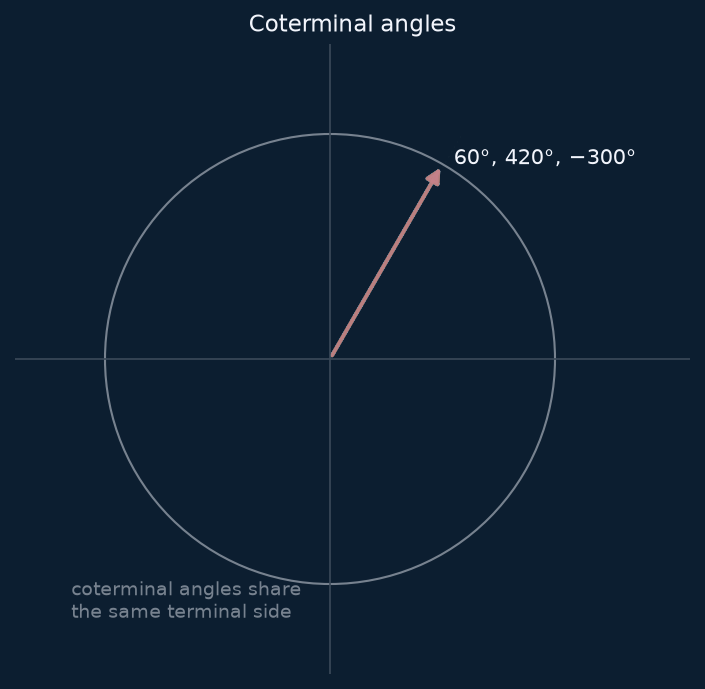 Coterminal angles
60°, 420°, −300°
coterminal angles share
the same terminal side